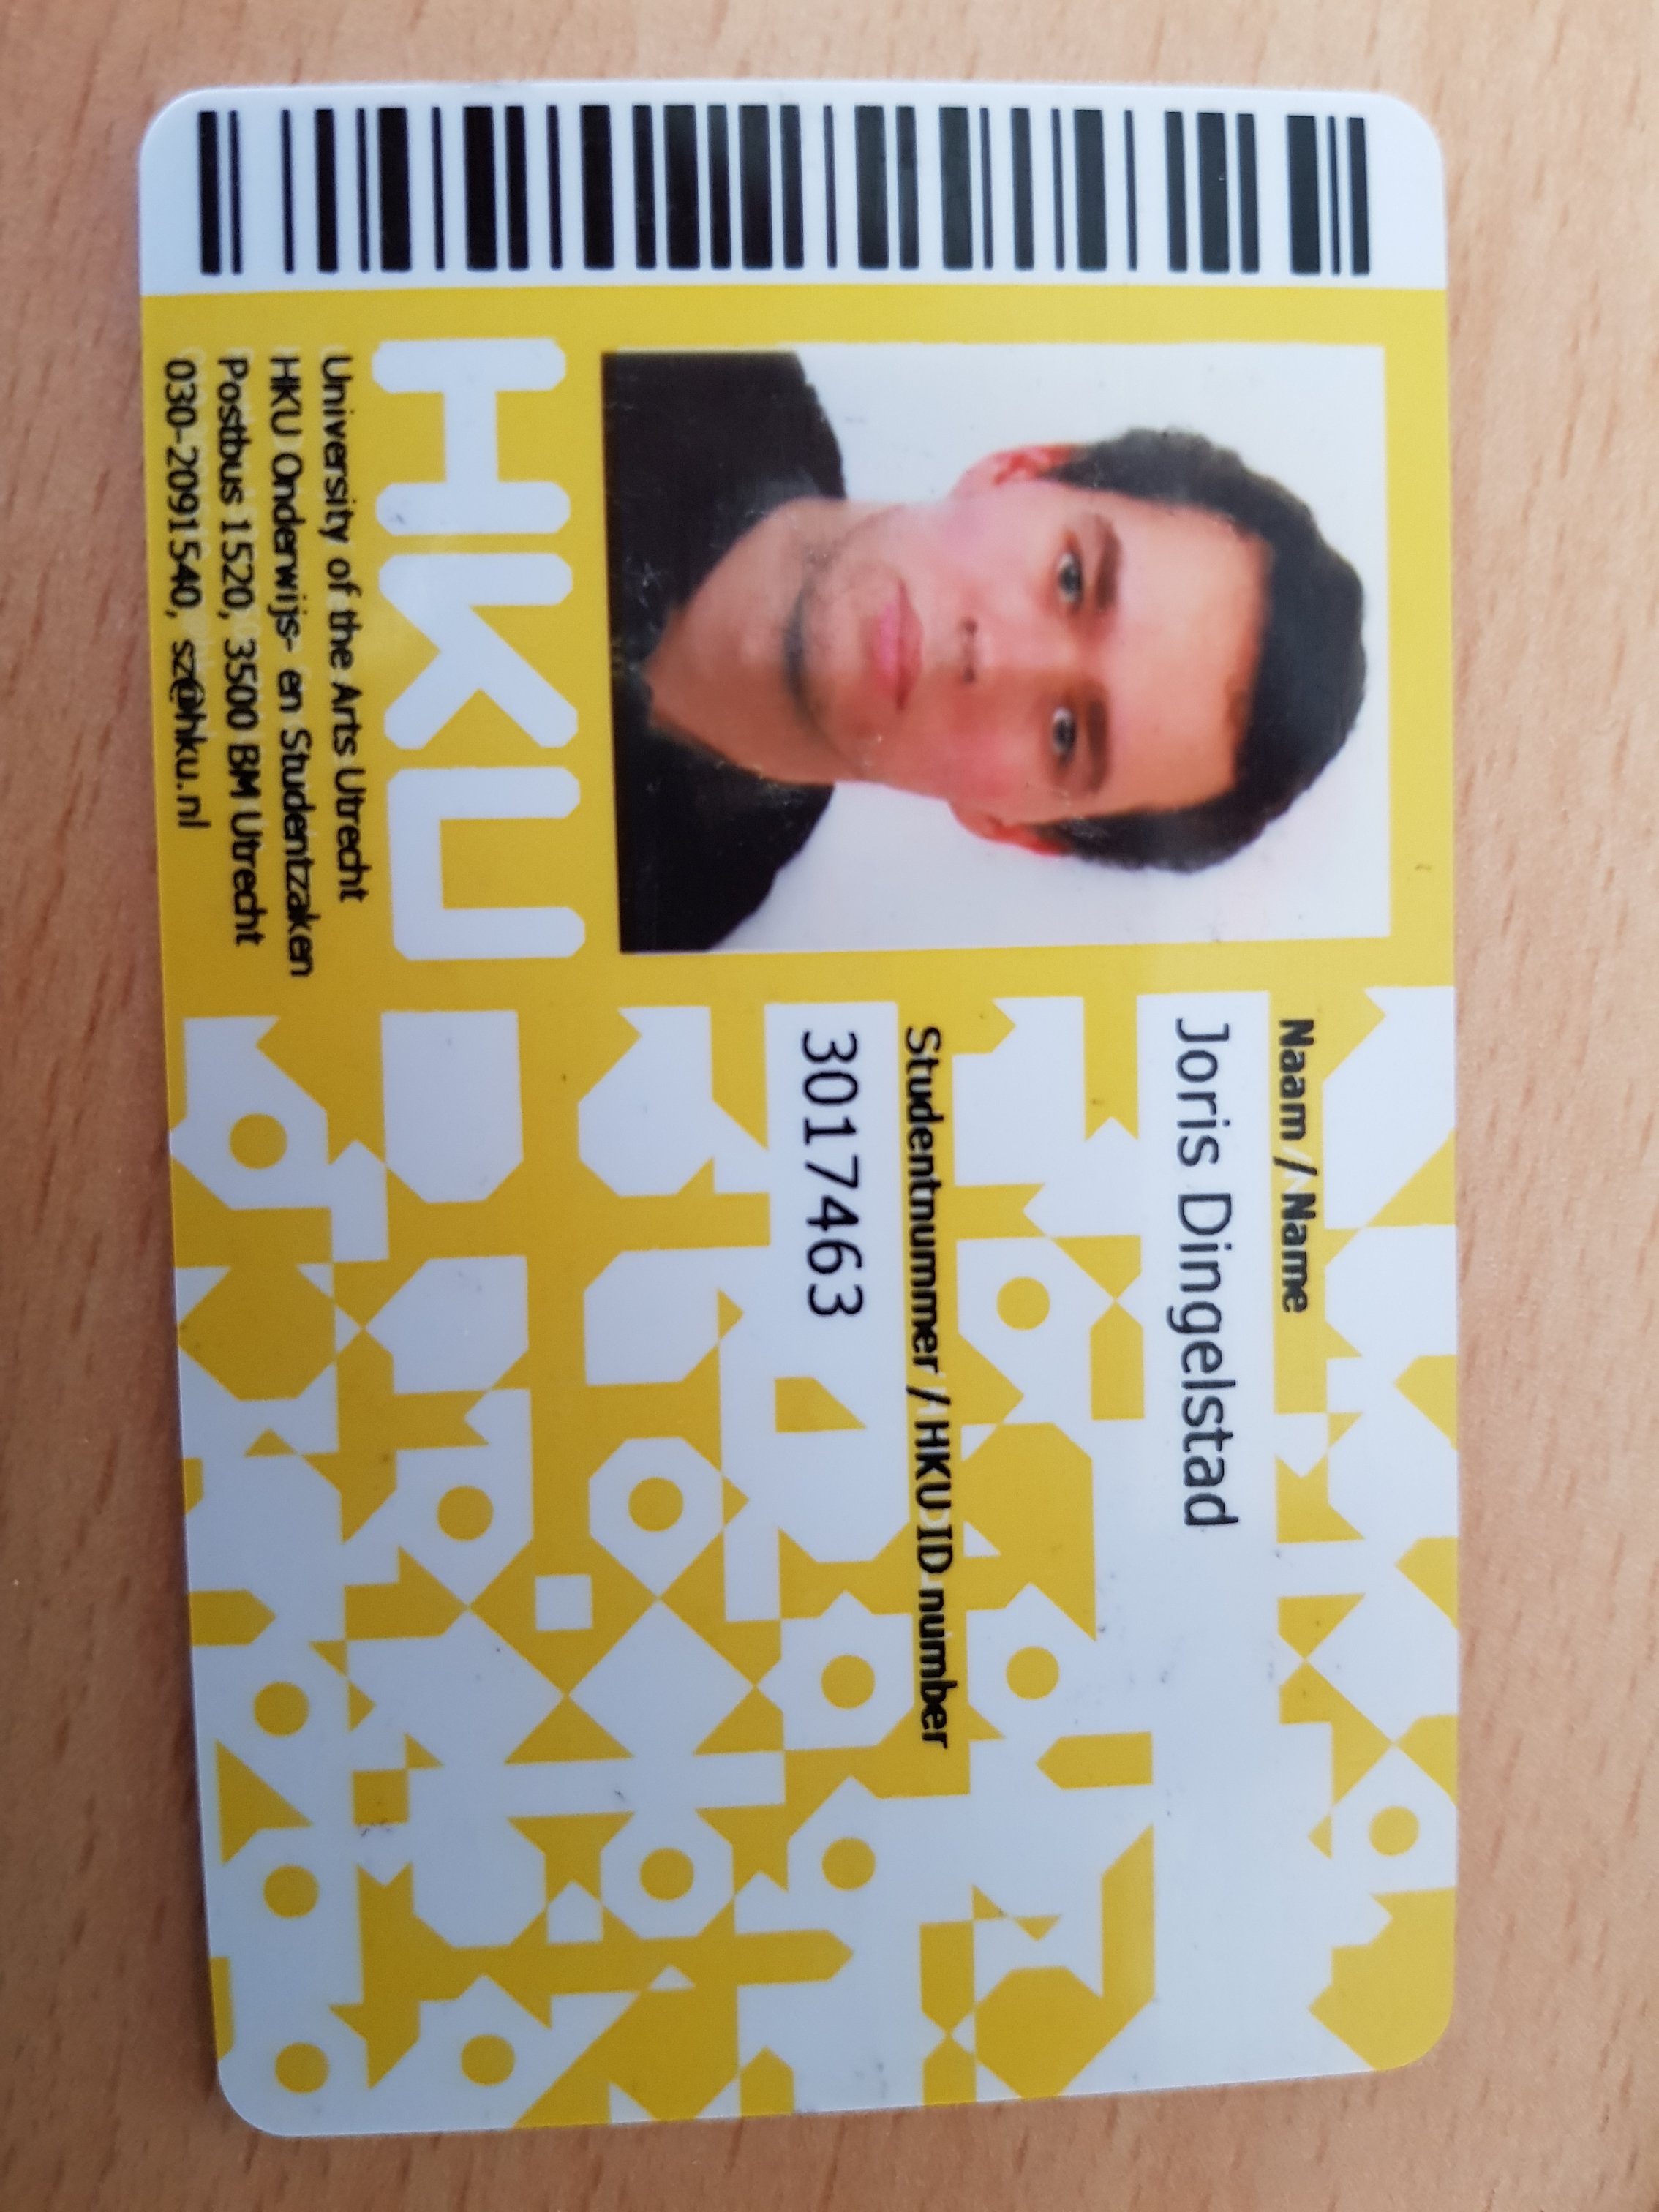 Naam / Name
Joris Dingelstad
Studentnummer / HKU ID number
3017463
HKU
University of the Arts Utrecht
HKU Onderwijs- en Studentzaken
Postbus 1520, 3500 BM Utrecht
030-2091540, sz@hku.nl